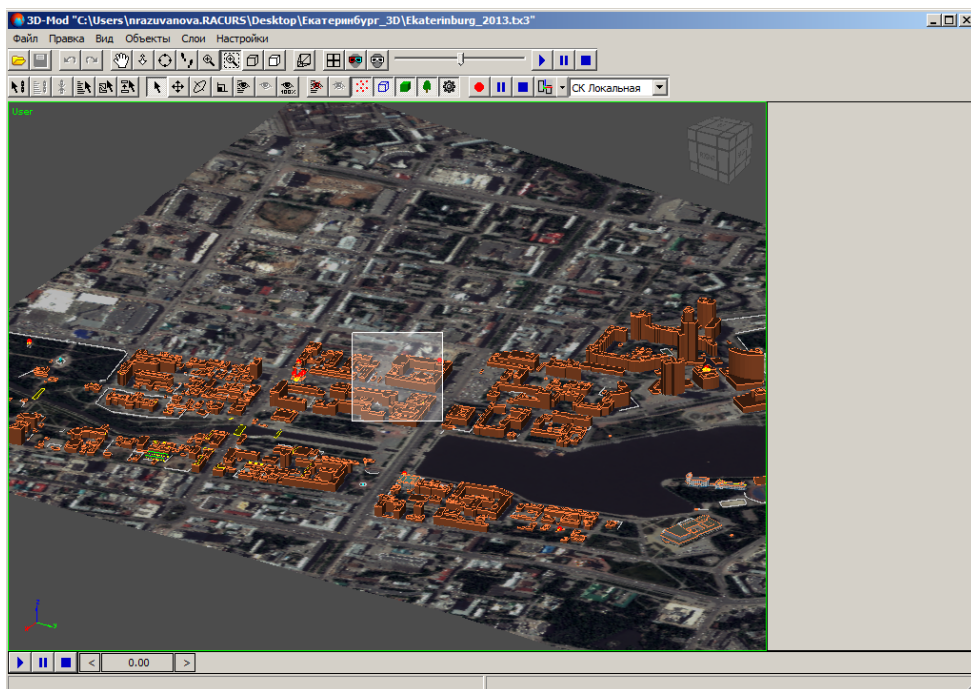 3D-Mod "C:\Users\nrazuvanova.RACURS\Desktop\Екатеринбург_3D\Ekaterinburg_2013.tx3"
Файл Правка Вид Объекты Слои Настройки
100%
СК Локальная
User
Z
< 0.00 >